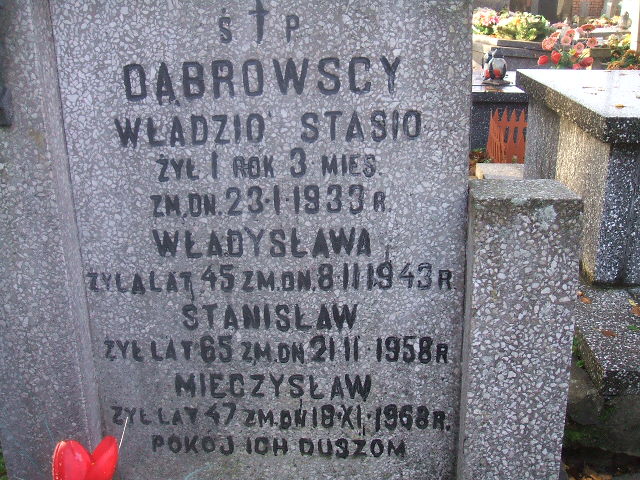 Ś P
DĄBROWSCY
WŁADZIO STASIO
ŻYŁ 1 ROK 3 MIES.
ZM.DN. 23·I·1933 R.
WŁADYSŁAWA
ŻYŁA LAT 45 ZM.DN. 8·II·1943 R.
STANISŁAW
ŻYŁ LAT 65 ZM.DN. 21·II·1958 R.
MIECZYSŁAW
ŻYŁ LAT 47 ZM.DN 18·XI·1968 R.
POKÓJ ICH DUSZOM